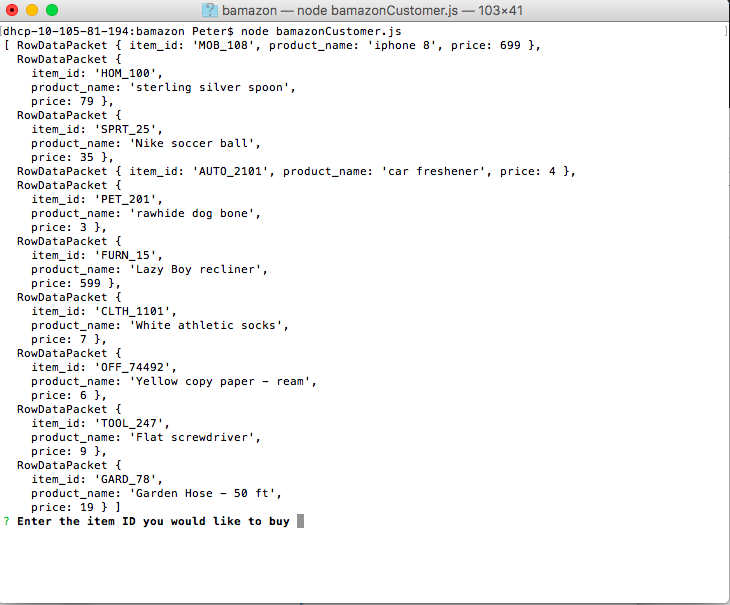 bamazon — node bamazonCustomer.js — 103×41
[dhcp-10-105-81-194:bamazon Peter$ node bamazonCustomer.js ]
[ RowDataPacket { item_id: 'MOB_108', product_name: 'iphone 8', price: 699 },
  RowDataPacket {
    item_id: 'HOM_100',
    product_name: 'sterling silver spoon',
    price: 79 },
  RowDataPacket {
    item_id: 'SPRT_25',
    product_name: 'Nike soccer ball',
    price: 35 },
  RowDataPacket { item_id: 'AUTO_2101', product_name: 'car freshener', price: 4 },
  RowDataPacket {
    item_id: 'PET_201',
    product_name: 'rawhide dog bone',
    price: 3 },
  RowDataPacket {
    item_id: 'FURN_15',
    product_name: 'Lazy Boy recliner',
    price: 599 },
  RowDataPacket {
    item_id: 'CLTH_1101',
    product_name: 'White athletic socks',
    price: 7 },
  RowDataPacket {
    item_id: 'OFF_74492',
    product_name: 'Yellow copy paper - ream',
    price: 6 },
  RowDataPacket {
    item_id: 'TOOL_247',
    product_name: 'Flat screwdriver',
    price: 9 },
  RowDataPacket {
    item_id: 'GARD_78',
    product_name: 'Garden Hose - 50 ft',
    price: 19 } ]
? Enter the item ID you would like to buy